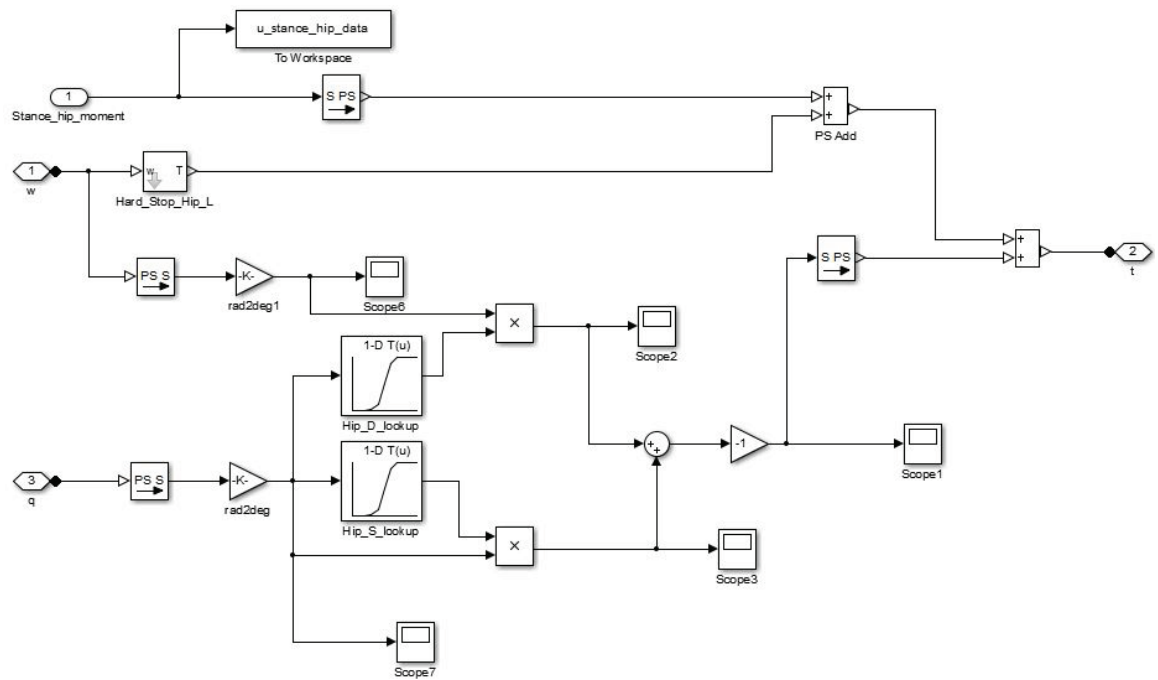 u_stance_hip_data
To Workspace
1
Stance_hip_moment
S PS
+
+
PS Add
1
w
w T
Hard_Stop_Hip_L
+
+
2
t
S PS
PS S
-K-
rad2deg1
Scope6
×
Scope2
1-D T(u)
Hip_D_lookup
+
+
-1
Scope1
1-D T(u)
Hip_S_lookup
3
q
PS S
-K-
rad2deg
×
Scope3
Scope7